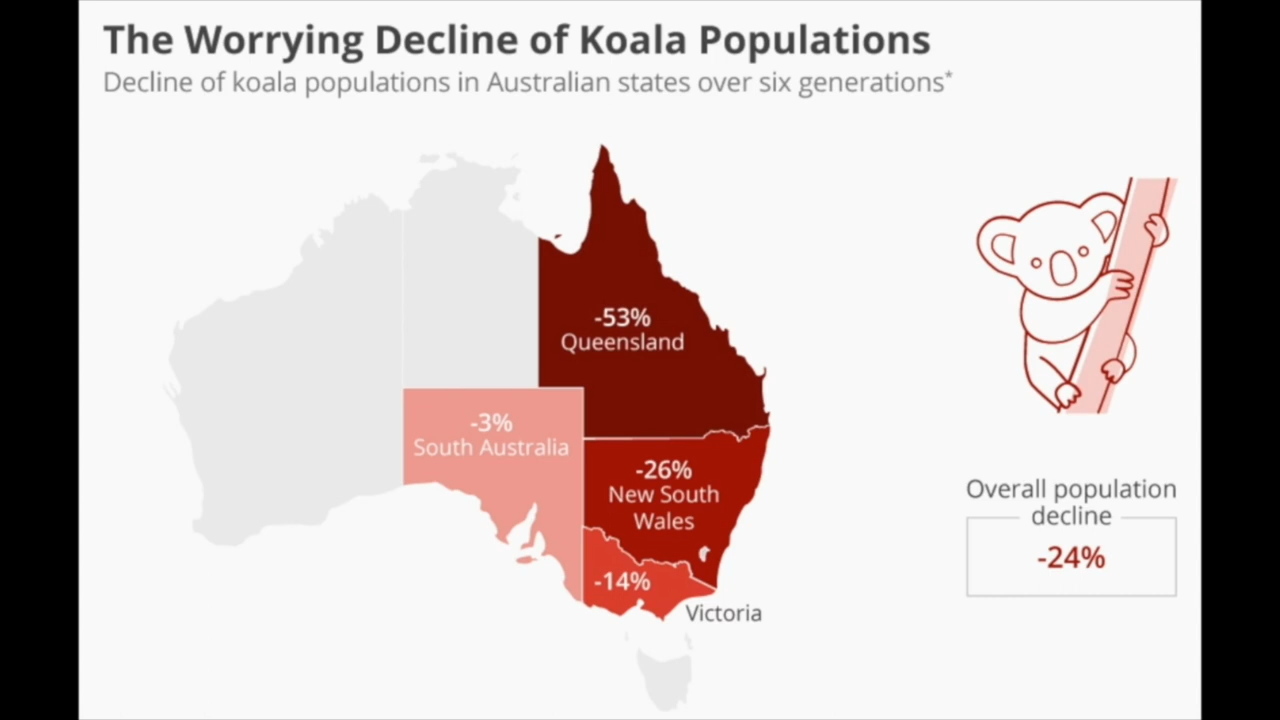 The Worrying Decline of Koala Populations
Decline of koala populations in Australian states over six generations*
-53%
Queensland
-3%
South Australia
-26%
New South
Wales
-14%
Victoria
Overall population
decline
-24%